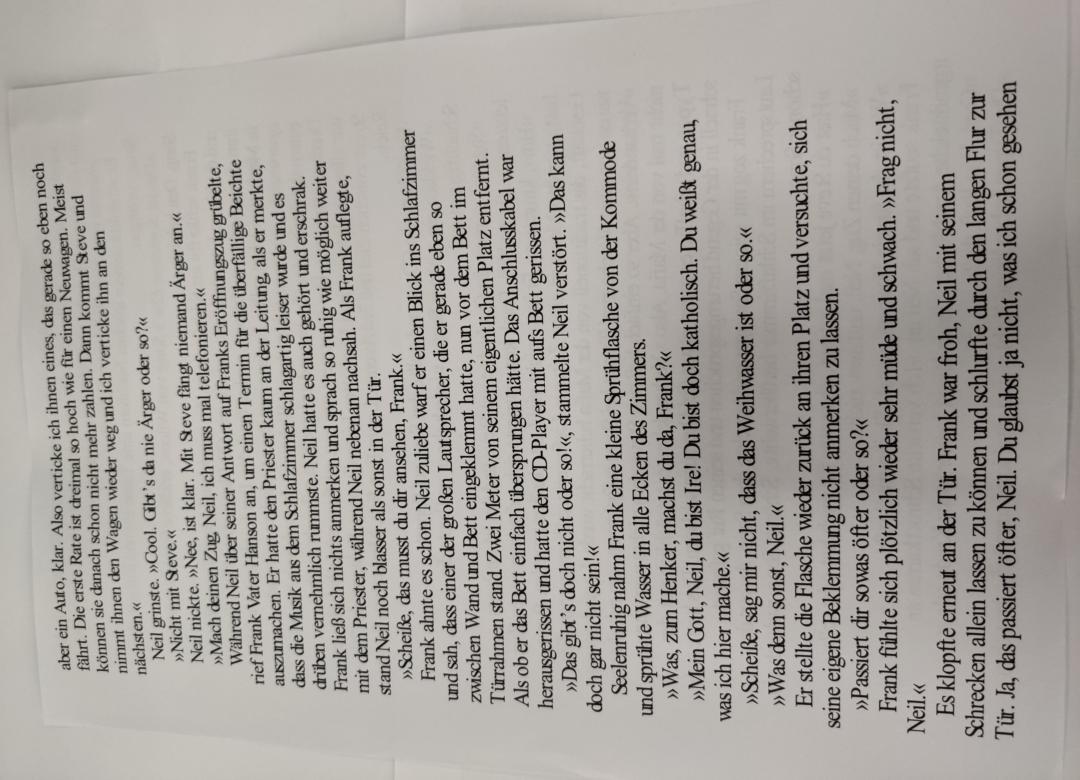 aber ein Auto, klar. Also verticke ich ihnen eines, das gerade so eben noch
fährt. Die erste Rate ist dreimal so hoch wie für einen Neuwagen. Meist
können sie danach schon nicht mehr zahlen. Dann kommt Steve und
nimmt ihnen den Wagen wieder weg und ich verticke ihn an den
nächsten.«
Neil grinste. »Cool. Gibt's da nie Ärger oder so?«
»Nicht mit Steve.«
Neil nickte. »Nee, ist klar. Mit Steve fängt niemand Ärger an.«
»Mach deinen Zug, Neil, ich muss mal telefonieren.«
Während Neil über seiner Antwort auf Franks Eröffnungszug grübelte,
rief Frank Vater Hanson an, um einen Termin für die überfällige Beichte
auszumachen. Er hatte den Priester kaum an der Leitung, als er merkte,
dass die Musik aus dem Schlafzimmer schlagartig leiser wurde und es
drüben vernehmlich rummste. Neil hatte es auch gehört und erschrak.
Frank ließ sich nichts anmerken und sprach so ruhig wie möglich weiter
mit dem Priester, während Neil nebenan nachsah. Als Frank auflegte,
stand Neil noch blasser als sonst in der Tür.
»Scheiße, das musst du dir ansehen, Frank.«
Frank ahnte es schon. Neil zuliebe warf er einen Blick ins Schlafzimmer
und sah, dass einer der großen Lautsprecher, die er gerade eben so
zwischen Wand und Bett eingeklemmt hatte, nun vor dem Bett im
Türrahmen stand. Zwei Meter von seinem eigentlichen Platz entfernt.
Als ob er das Bett einfach übersprungen hätte. Das Anschlusskabel war
herausgerissen und hatte den CD-Player mit aufs Bett gerissen.
»Das gibt's doch nicht oder so!«, stammelte Neil verstört. »Das kann
doch gar nicht sein!«
Seelenruhig nahm Frank eine kleine Sprühflasche von der Kommode
und sprühte Wasser in alle Ecken des Zimmers.
»Was, zum Henker, machst du da, Frank?«
»Mein Gott, Neil, du bist Ire! Du bist doch katholisch. Du weißt genau,
was ich hier mache.«
»Scheiße, sag mir nicht, dass das Weihwasser ist oder so.«
»Was denn sonst, Neil.«
Er stellte die Flasche wieder zurück an ihren Platz und versuchte, sich
seine eigene Beklemmung nicht anmerken zu lassen.
»Passiert dir sowas öfter oder so?«
Frank fühlte sich plötzlich wieder sehr müde und schwach. »Frag nicht,
Neil.«
Es klopfte erneut an der Tür. Frank war froh, Neil mit seinem
Schrecken allein lassen zu können und schlurfte durch den langen Flur zur
Tür. Ja, das passiert öfter, Neil. Du glaubst ja nicht, was ich schon gesehen